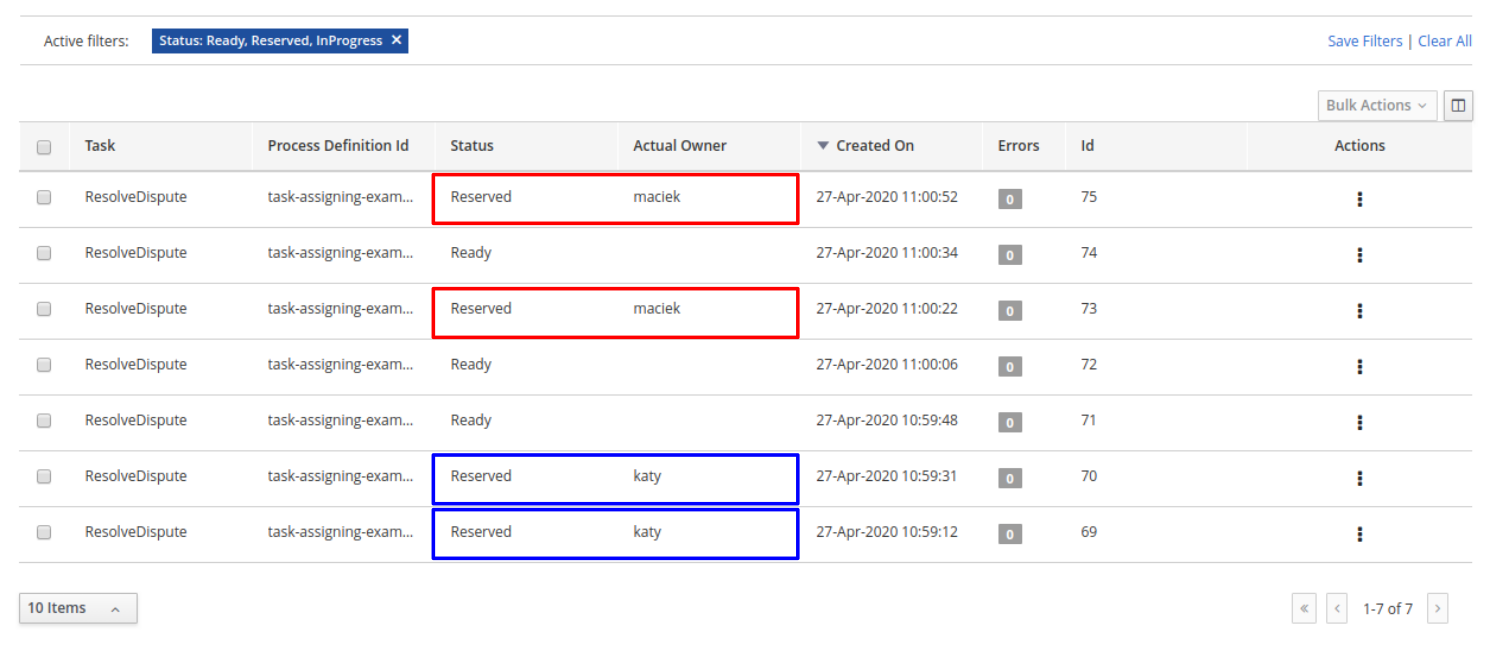 Active filters: Status: Ready, Reserved, InProgress ✕ Save Filters | Clear All
Bulk Actions
Task Process Definition Id Status Actual Owner Created On Errors Id Actions
ResolveDispute task-assigning-exam... Reserved maciek 27-Apr-2020 11:00:52 0 75
ResolveDispute task-assigning-exam... Ready 27-Apr-2020 11:00:34 0 74
ResolveDispute task-assigning-exam... Reserved maciek 27-Apr-2020 11:00:22 0 73
ResolveDispute task-assigning-exam... Ready 27-Apr-2020 11:00:06 0 72
ResolveDispute task-assigning-exam... Ready 27-Apr-2020 10:59:48 0 71
ResolveDispute task-assigning-exam... Reserved katy 27-Apr-2020 10:59:31 0 70
ResolveDispute task-assigning-exam... Reserved katy 27-Apr-2020 10:59:12 0 69
10 Items « < 1-7 of 7 >